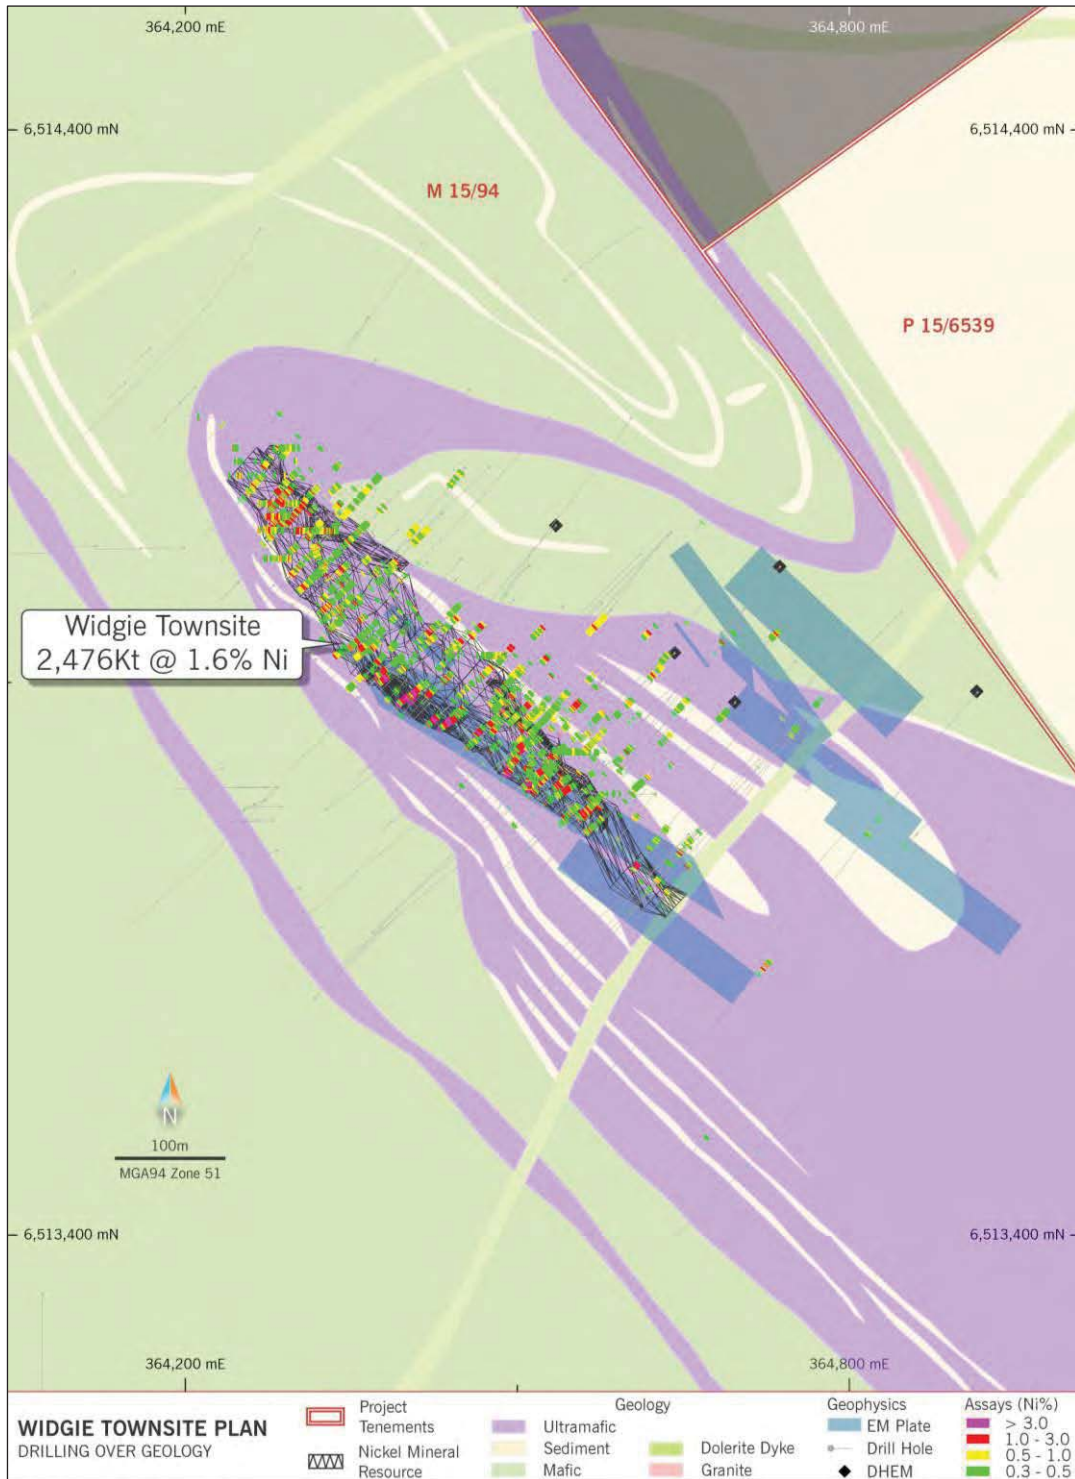 364,200 mE
364,800 mE
6,514,400 mN
6,514,400 mN
M 15/94
P 15/6539
Widgie Townsite
2,476Kt @ 1.6% Ni
N
100m
MGA94 Zone 51
6,513,400 mN
6,513,400 mN
364,200 mE
364,800 mE
WIDGIE TOWNSITE PLAN
DRILLING OVER GEOLOGY
Project
Tenements
Nickel Mineral
Resource
Geology
Ultramafic
Sediment
Mafic
Dolerite Dyke
Granite
Geophysics
EM Plate
Drill Hole
DHEM
Assays (Ni%)
> 3.0
1.0 - 3.0
0.5 - 1.0
0.3 - 0.5